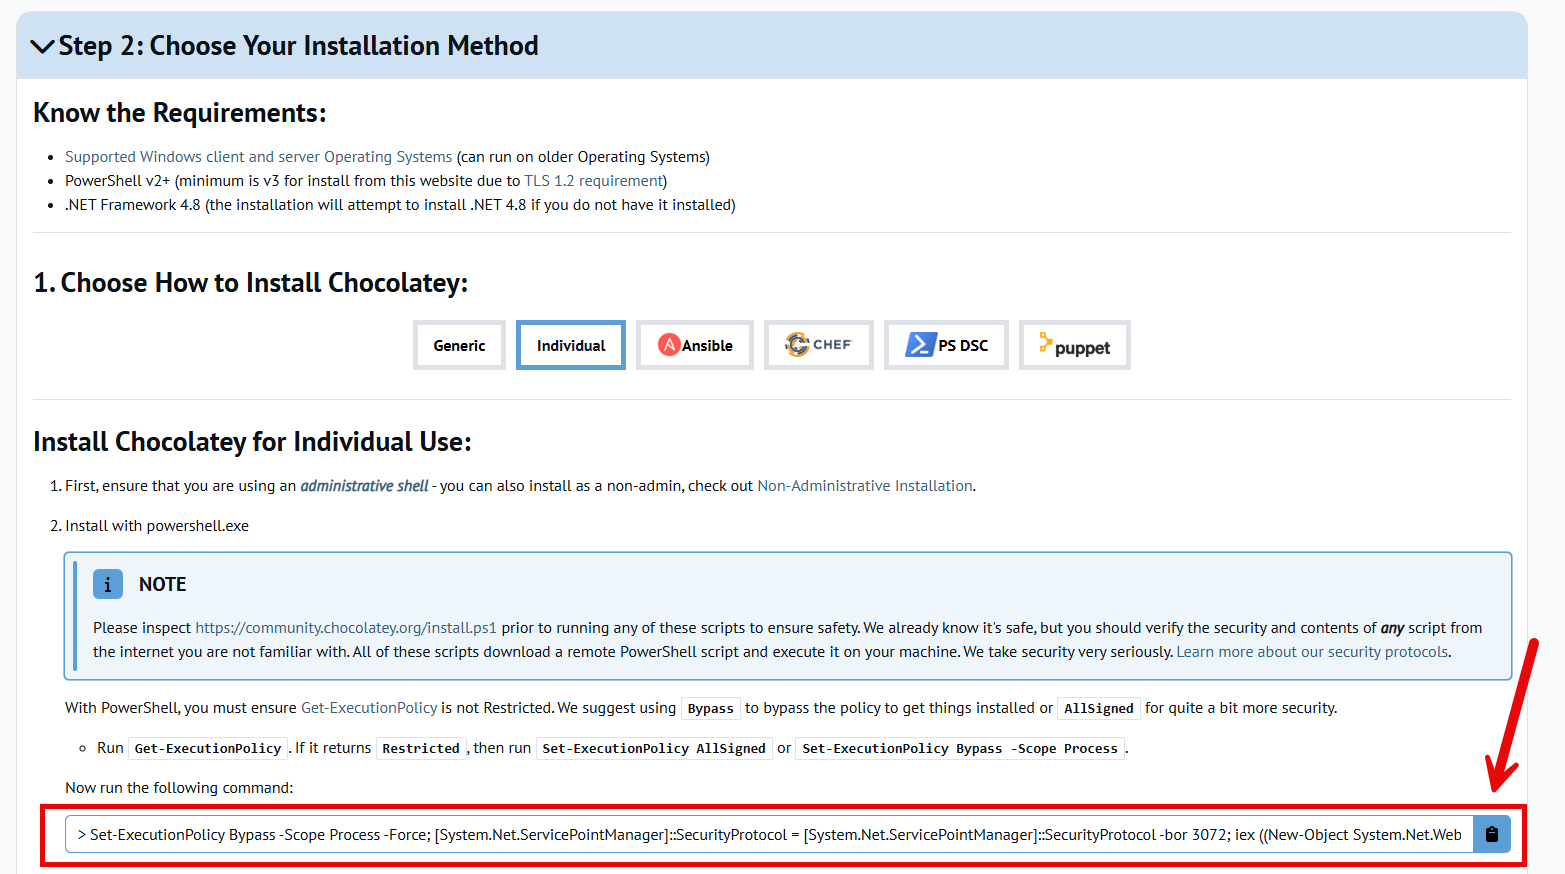 Step 2: Choose Your Installation Method
Know the Requirements:
• Supported Windows client and server Operating Systems (can run on older Operating Systems)
• PowerShell v2+ (minimum is v3 for install from this website due to TLS 1.2 requirement)
• .NET Framework 4.8 (the installation will attempt to install .NET 4.8 if you do not have it installed)
1. Choose How to Install Chocolatey:
Generic Individual Ansible CHEF PS DSC puppet
Install Chocolatey for Individual Use:
1. First, ensure that you are using an administrative shell - you can also install as a non-admin, check out Non-Administrative Installation.
2. Install with powershell.exe
i NOTE
Please inspect https://community.chocolatey.org/install.ps1 prior to running any of these scripts to ensure safety. We already know it's safe, but you should verify the security and contents of any script from
the internet you are not familiar with. All of these scripts download a remote PowerShell script and execute it on your machine. We take security very seriously. Learn more about our security protocols.
With PowerShell, you must ensure Get-ExecutionPolicy is not Restricted. We suggest using Bypass to bypass the policy to get things installed or AllSigned for quite a bit more security.
◦ Run Get-ExecutionPolicy. If it returns Restricted, then run Set-ExecutionPolicy AllSigned or Set-ExecutionPolicy Bypass -Scope Process.
Now run the following command:
> Set-ExecutionPolicy Bypass -Scope Process -Force; [System.Net.ServicePointManager]::SecurityProtocol = [System.Net.ServicePointManager]::SecurityProtocol -bor 3072; iex ((New-Object System.Net.Web